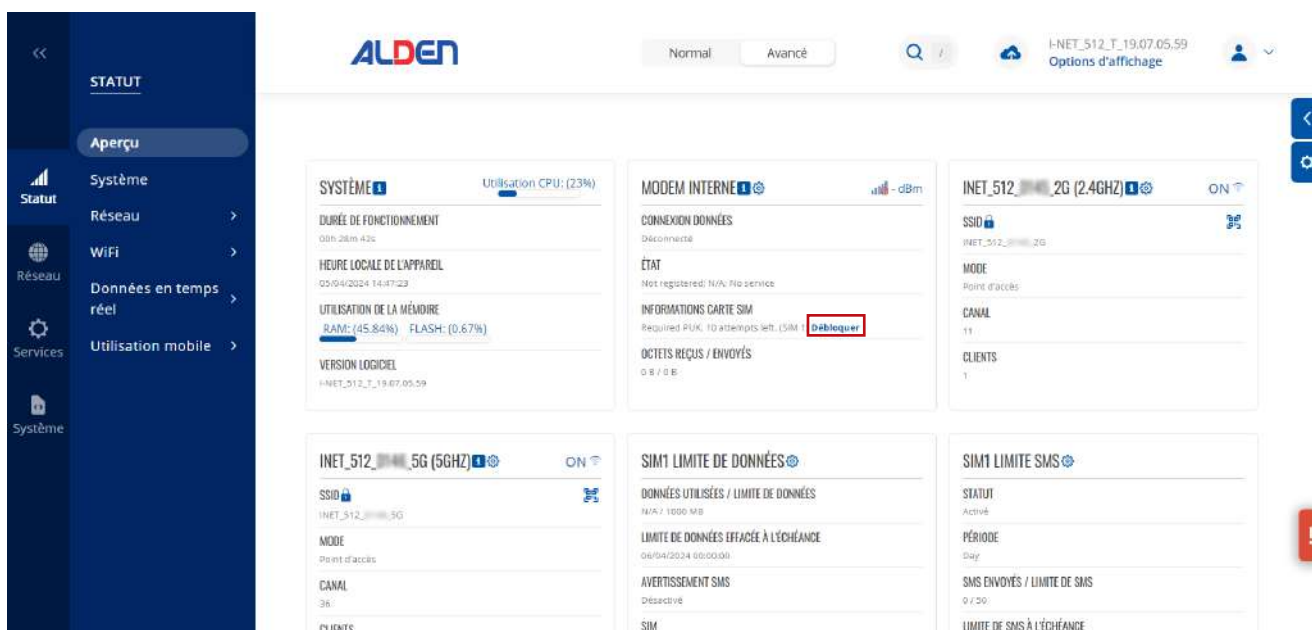 ALDEN
Normal Avancé
/
I-NET_512_T_19.07.05.59
Options d'affichage
STATUT
Aperçu
Système
Réseau
WiFi
Données en temps
réel
Utilisation mobile
Statut
Réseau
Services
Système
SYSTÈME
Utilisation CPU: (23%)
DURÉE DE FONCTIONNEMENT
00h 28m 42s
HEURE LOCALE DE L'APPAREIL
05/04/2024 14:47:23
UTILISATION DE LA MÉMOIRE
RAM: (45.84%) FLASH: (0.67%)
VERSION LOGICIEL
I-NET_512_T_19.07.05.59
MODEM INTERNE
- dBm
CONNEXION DONNÉES
Déconnecté
ÉTAT
Not registered; N/A; No service
INFORMATIONS CARTE SIM
Required PUK. 10 attempts left. (SIM 1) Débloquer
OCTETS REÇUS / ENVOYÉS
0 B / 0 B
INET_512_ _2G (2.4GHZ)
ON
SSID
INET_512_ _2G
MODE
Point d'accès
CANAL
11
CLIENTS
1
INET_512_ _5G (5GHZ)
ON
SSID
INET_512_ _5G
MODE
Point d'accès
CANAL
36
CLIENTS
SIM1 LIMITE DE DONNÉES
DONNÉES UTILISÉES / LIMITE DE DONNÉES
N/A / 1000 MB
LIMITE DE DONNÉES EFFACÉE À L'ÉCHÉANCE
06/04/2024 00:00:00
AVERTISSEMENT SMS
Désactivé
SIM
SIM1 LIMITE SMS
STATUT
Activé
PÉRIODE
Day
SMS ENVOYÉS / LIMITE DE SMS
0 / 50
LIMITE DE SMS À L'ÉCHÉANCE